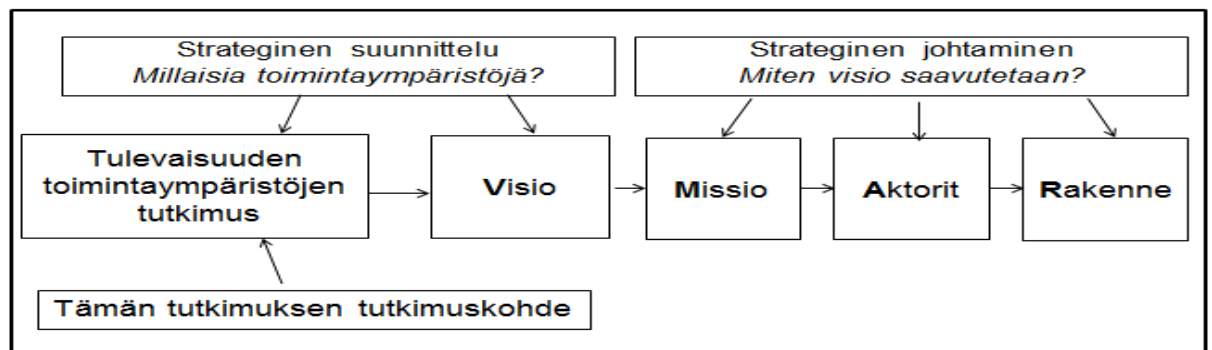 Strateginen suunnittelu
Millaisia toimintaympäristöjä?
Strateginen johtaminen
Miten visio saavutetaan?
Tulevaisuuden
toimintaympäristöjen
tutkimus
Visio
Missio
Aktorit
Rakenne
Tämän tutkimuksen tutkimuskohde